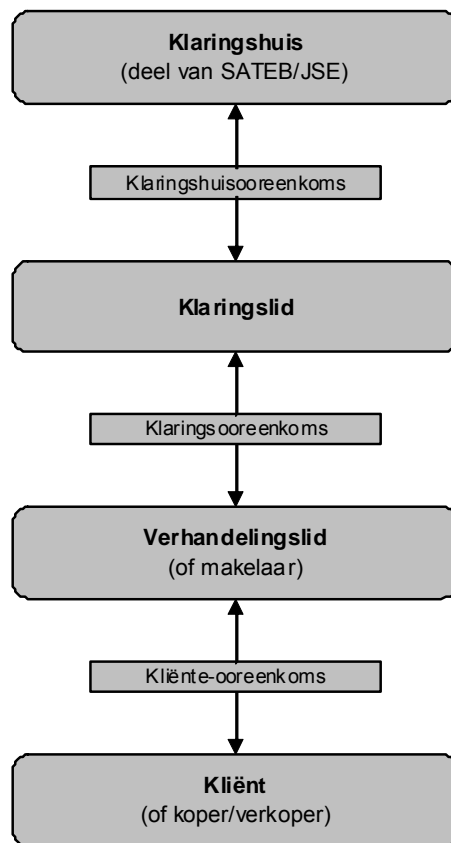 Klaringshuis
(deel van SATEB/JSE)
Klaringshuisooreenkoms
Klaringslid
Klaringsooreenkoms
Verhandelingslid
(of makelaar)
Kliënte-ooreenkoms
Kliënt
(of koper/verkoper)